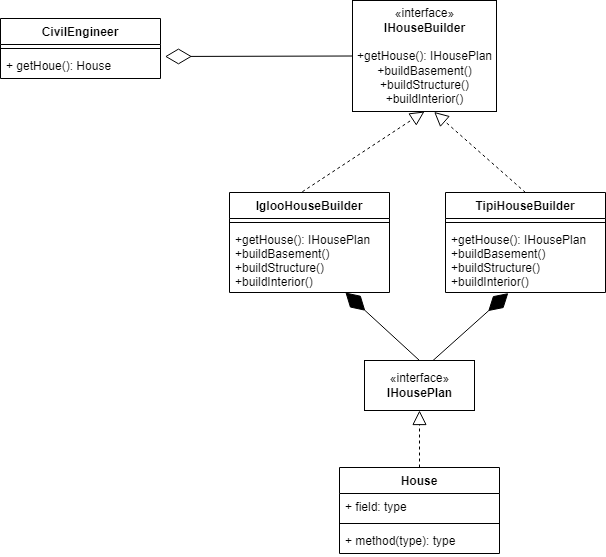 CivilEngineer
+ getHoue(): House
«interface»
IHouseBuilder
+getHouse(): IHousePlan
+buildBasement()
+buildStructure()
+buildInterior()
IglooHouseBuilder
+getHouse(): IHousePlan
+buildBasement()
+buildStructure()
+buildInterior()
TipiHouseBuilder
+getHouse(): IHousePlan
+buildBasement()
+buildStructure()
+buildInterior()
«interface»
IHousePlan
House
+ field: type
+ method(type): type